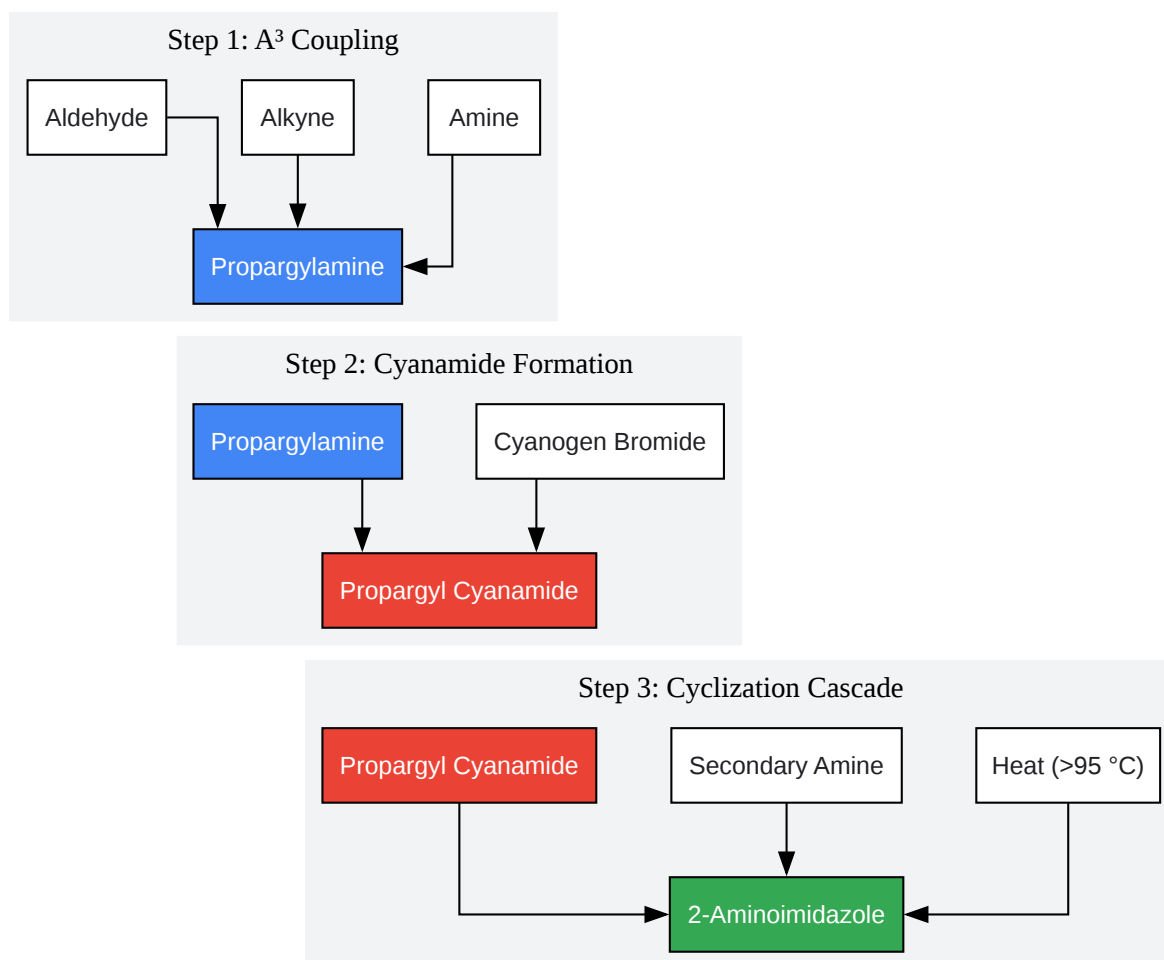 Step 1: A³ Coupling
Aldehyde
Alkyne
Amine
Propargylamine
Step 2: Cyanamide Formation
Propargylamine
Cyanogen Bromide
Propargyl Cyanamide
Step 3: Cyclization Cascade
Propargyl Cyanamide
Secondary Amine
Heat (>95 °C)
2-Aminoimidazole